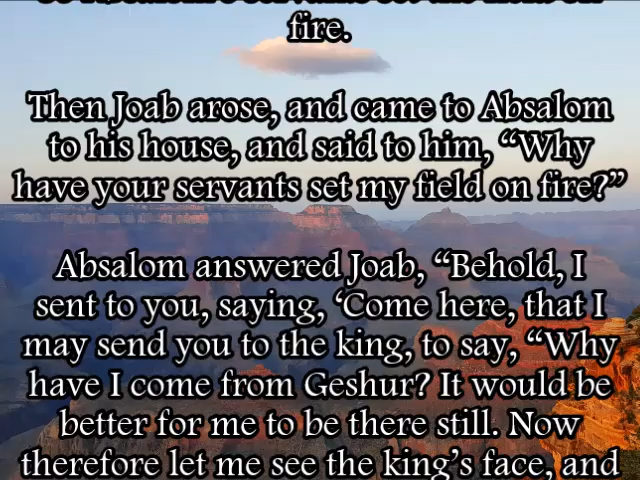 fire.
Then Joab arose, and came to Absalom
to his house, and said to him, “Why
have your servants set my field on fire?”
Absalom answered Joab, “Behold, I
sent to you, saying, ‘Come here, that I
may send you to the king, to say, “Why
have I come from Geshur? It would be
better for me to be there still. Now
therefore let me see the king’s face, and